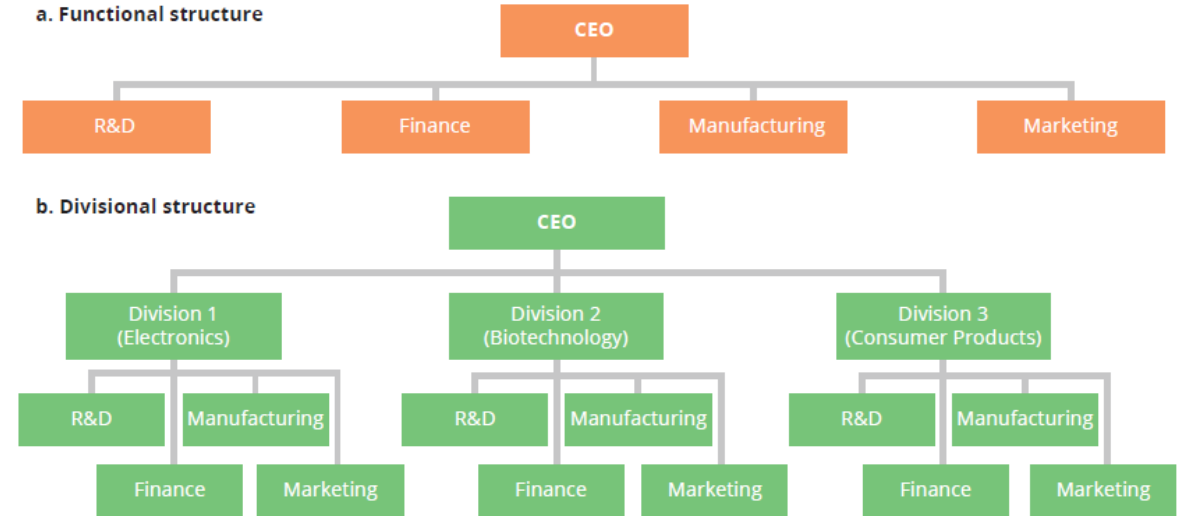 a. Functional structure
CEO
R&D
Finance
Manufacturing
Marketing
b. Divisional structure
CEO
Division 1
(Electronics)
Division 2
(Biotechnology)
Division 3
(Consumer Products)
R&D
Manufacturing
Finance
Marketing
R&D
Manufacturing
Finance
Marketing
R&D
Manufacturing
Finance
Marketing